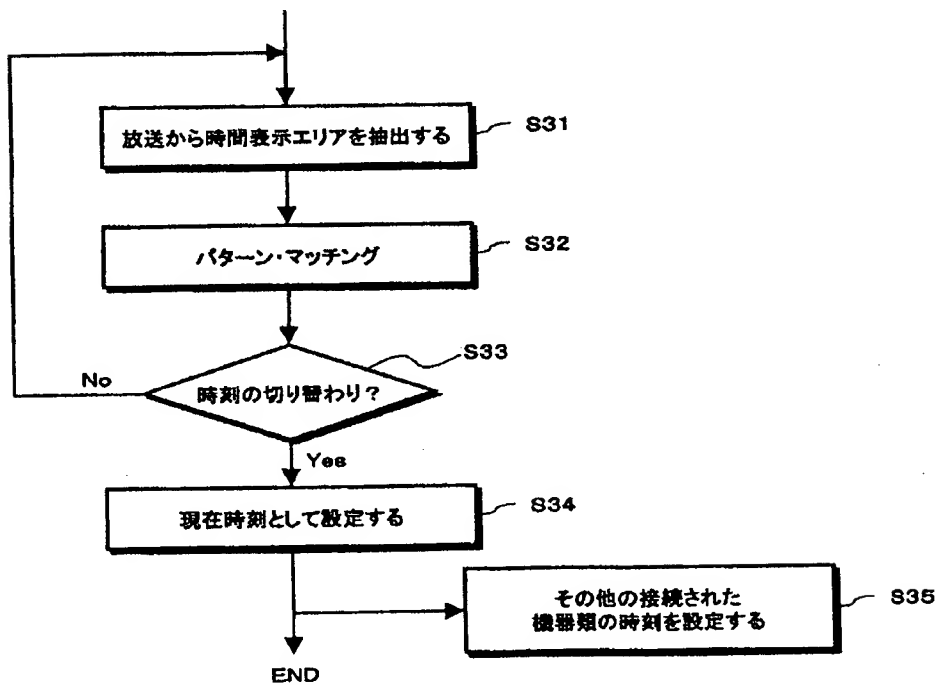 放送から時間表示エリアを抽出する
S31
パターン・マッチング
S32
S33
No
時刻の切り替わり?
Yes
現在時刻として設定する
S34
その他の接続された
機器類の時刻を設定する
S35
END